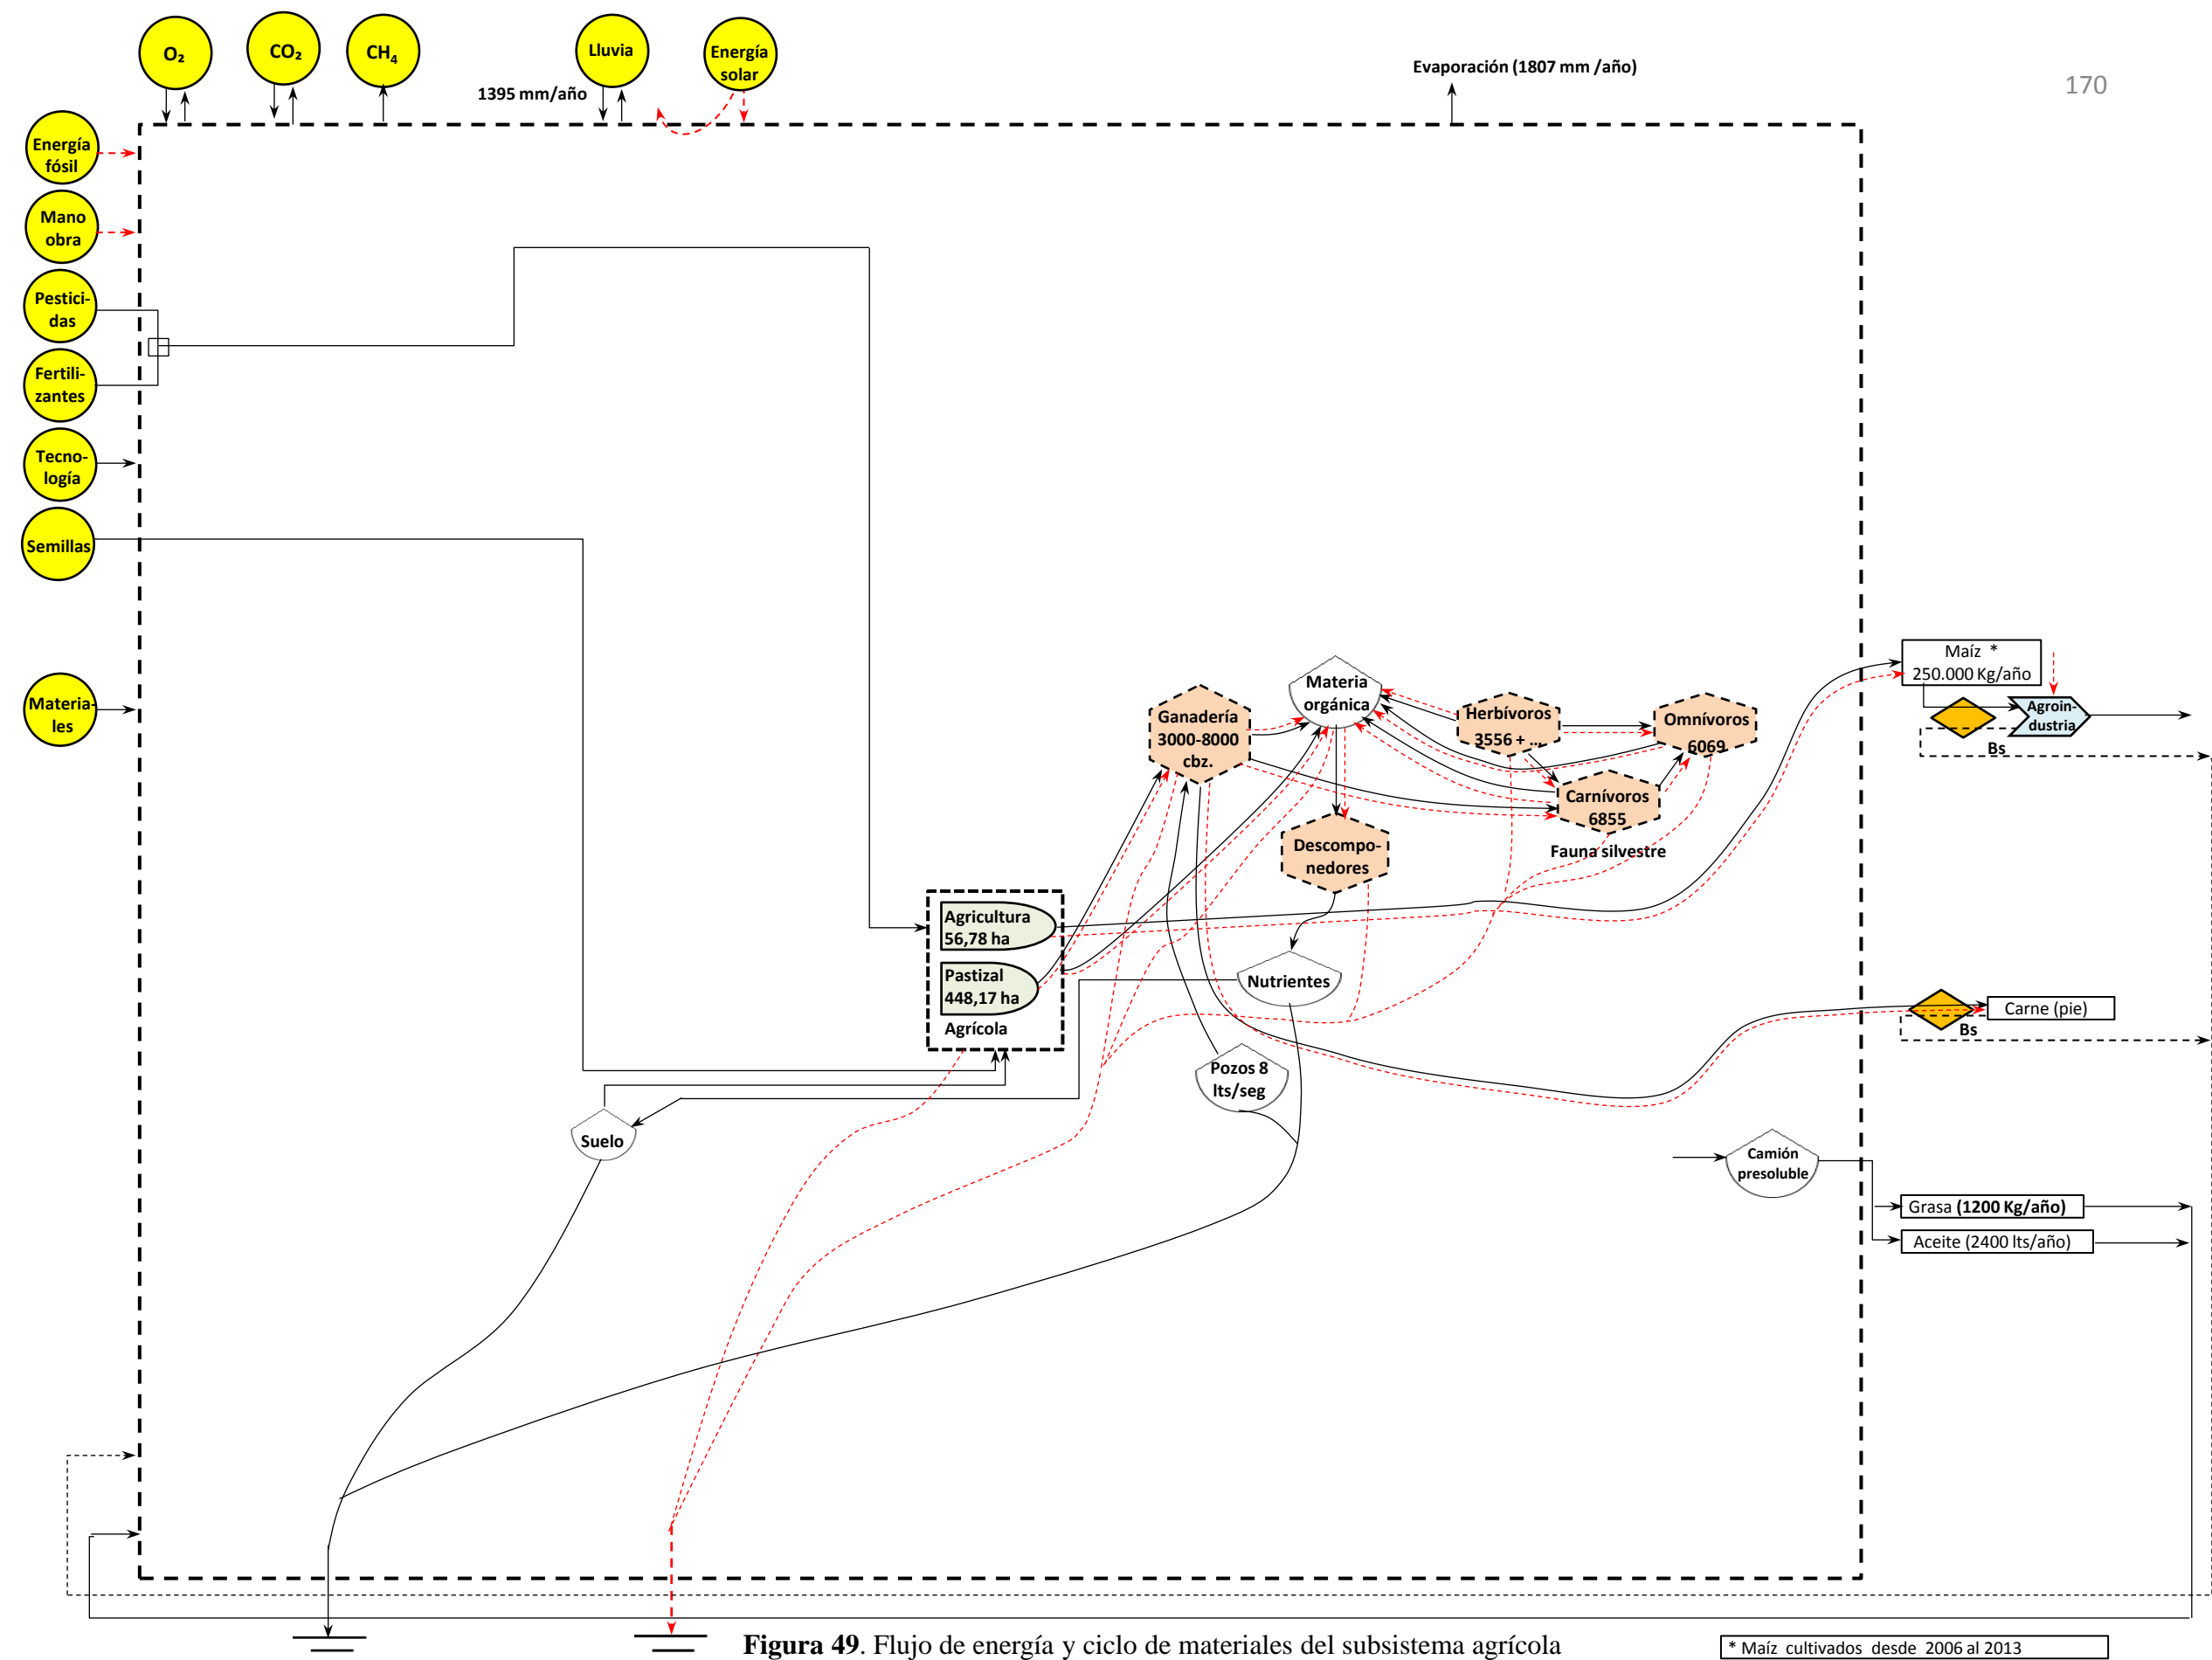 O₂
CO₂
CH₄
Lluvia
Energía
solar
1395 mm/año
Evaporación (1807 mm /año)
170
Energía
fósil
Mano
obra
Pestici-
das
Fertili-
zantes
Tecno-
logía
Semillas
Materia-
les
Ganadería
3000-8000
cbz.
Materia
orgánica
Herbívoros
3556 + ...
Omnívoros
6069
Carnívoros
6855
Fauna silvestre
Descompo-
nedores
Maíz *
250.000 Kg/año
Agroin-
dustria
Bs
Agricultura
56,78 ha
Pastizal
448,17 ha
Agrícola
Nutrientes
Carne (pie)
Bs
Pozos 8
lts/seg
Suelo
Camión
presoluble
Grasa (1200 Kg/año)
Aceite (2400 lts/año)
Figura 49. Flujo de energía y ciclo de materiales del subsistema agrícola
* Maíz cultivados desde 2006 al 2013